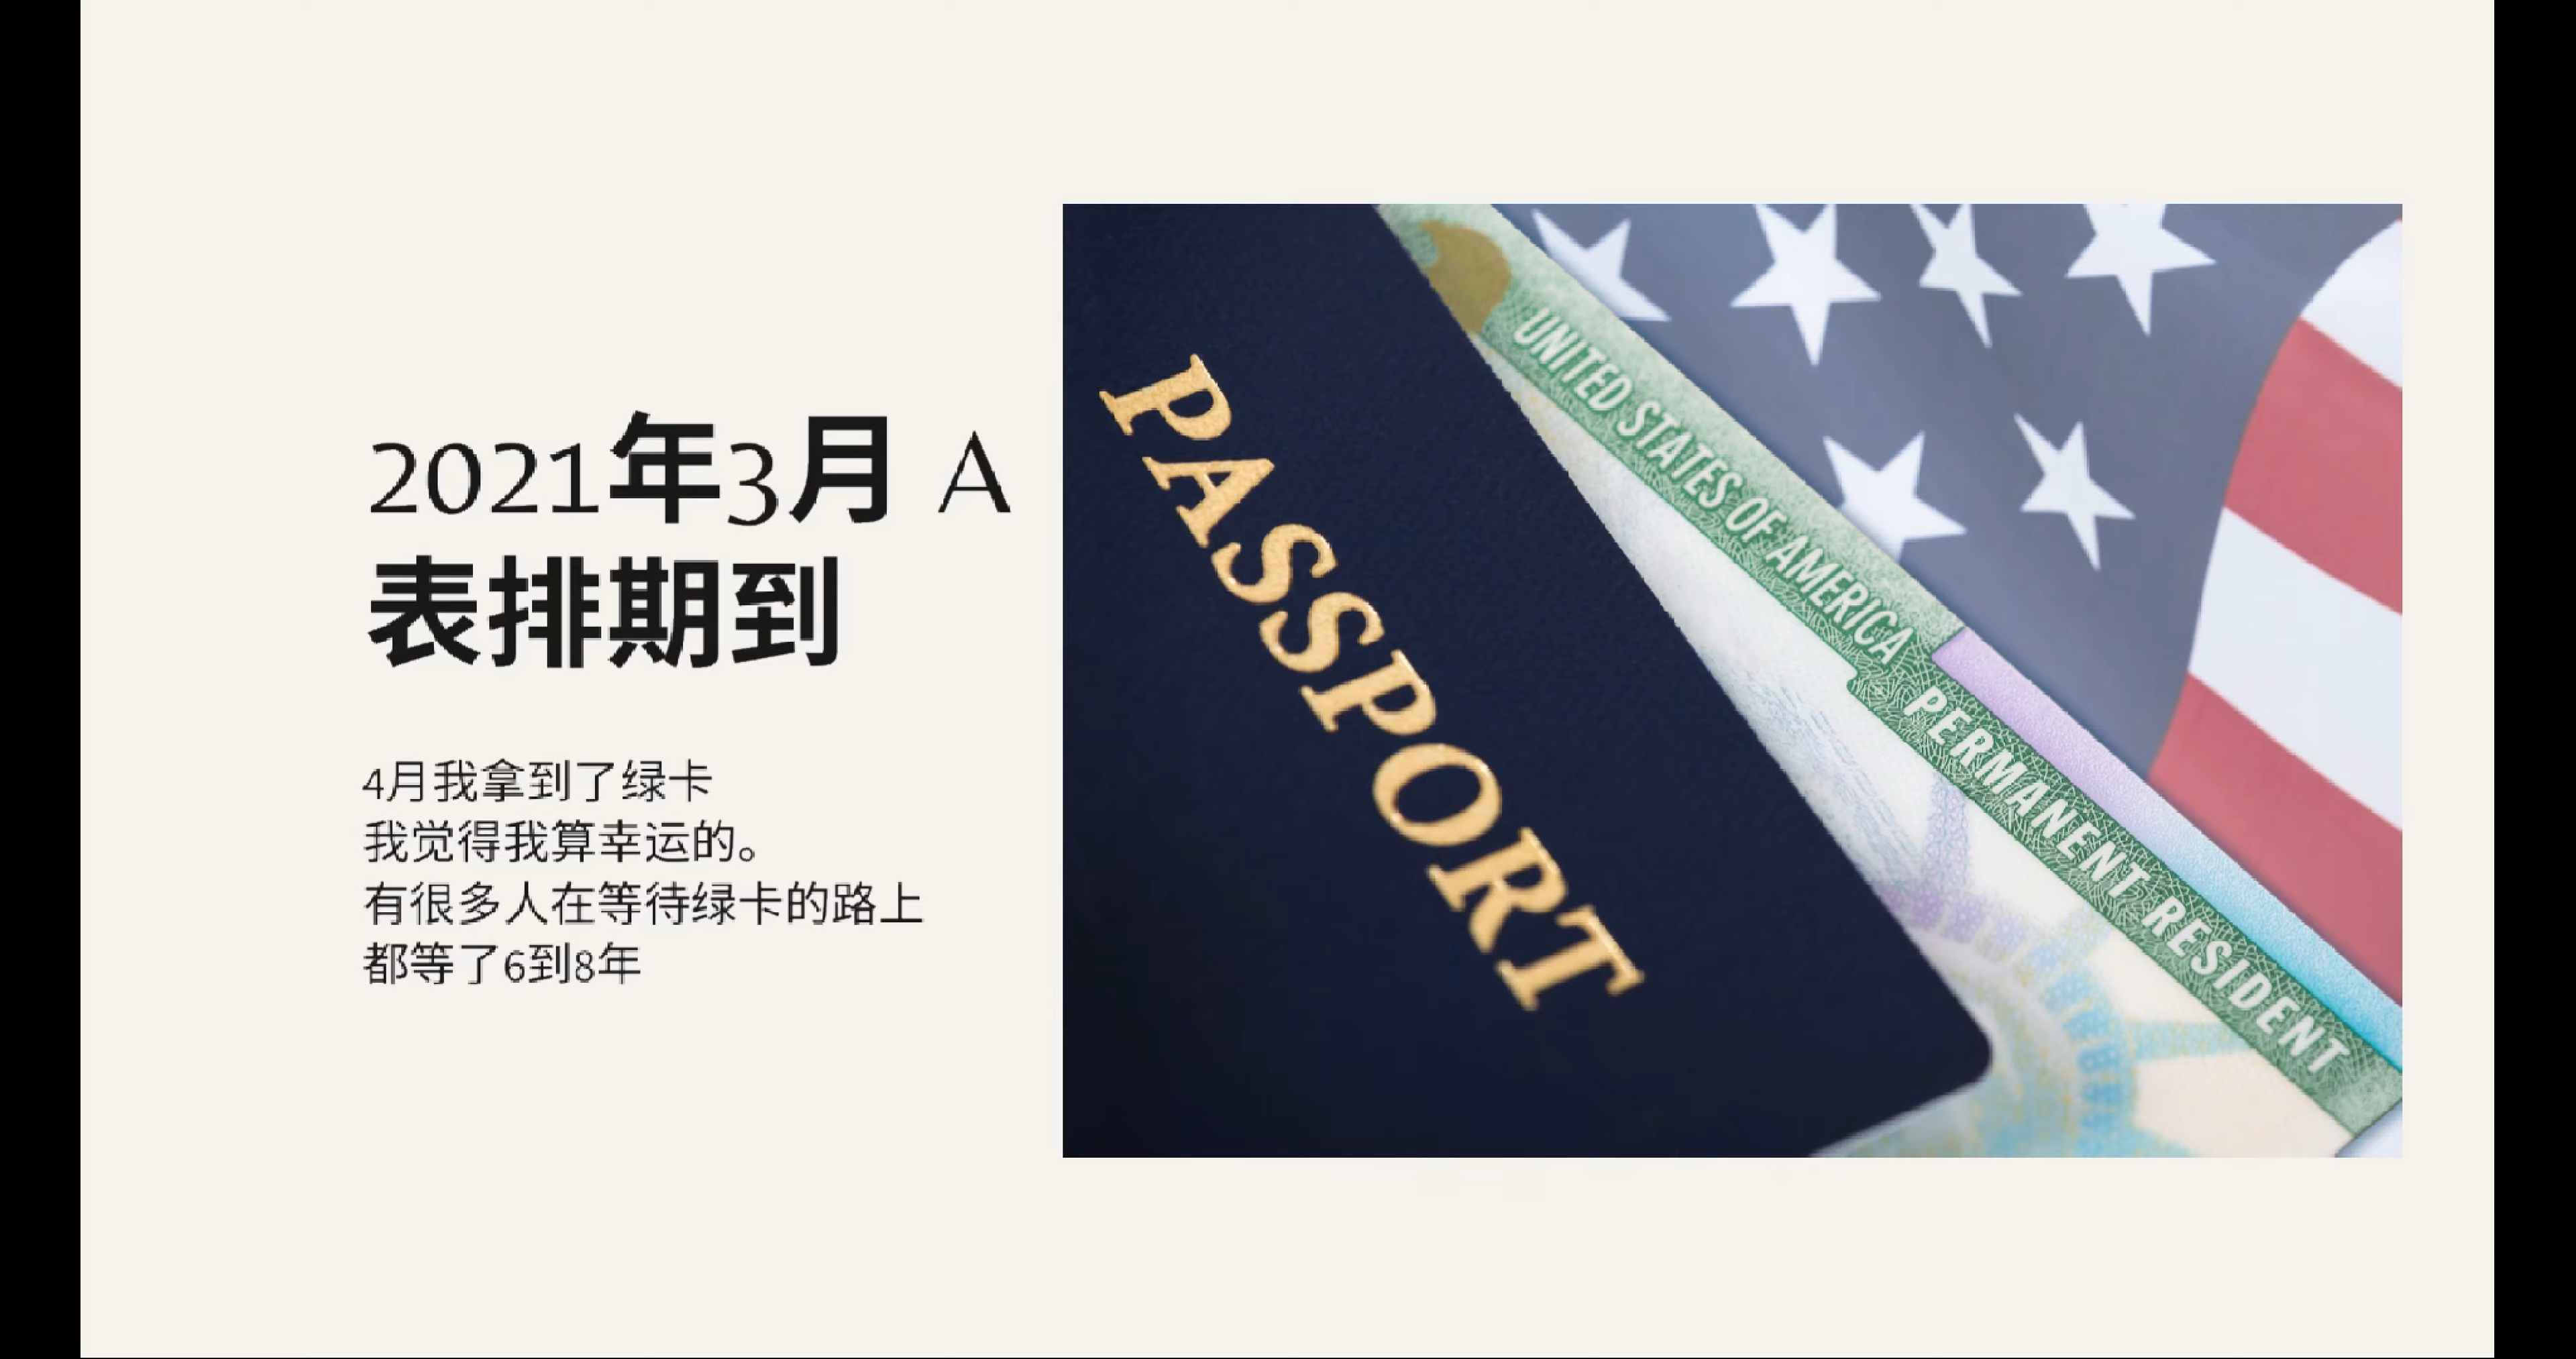 2021年3月 A
表排期到
4月我拿到了绿卡
我觉得我算幸运的。
有很多人在等待绿卡的路上
都等了6到8年
PASSPORT
UNITED STATES OF AMERICA
PERMANENT RESIDENT